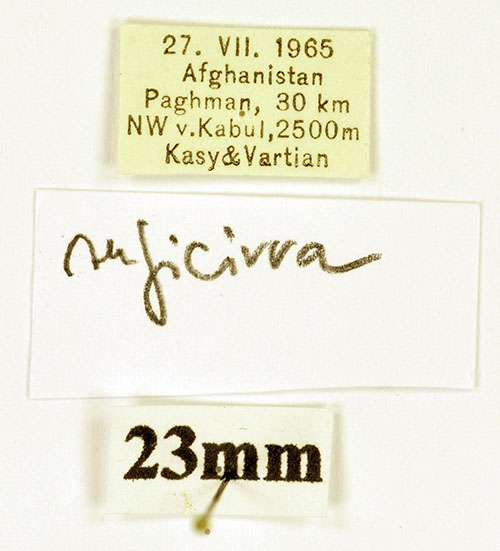 27. VII. 1965
Afghanistan
Paghman, 30 km
NW v.Kabul,2500m
Kasy&Vartian
ruficirra
23mm